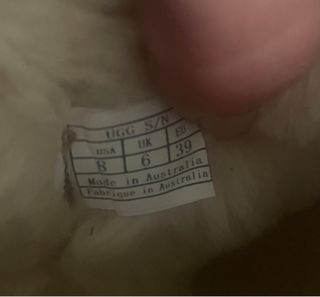 UGG S/N
USA UK EU
8 6 39
Made in Australia
Fabrique in Australia